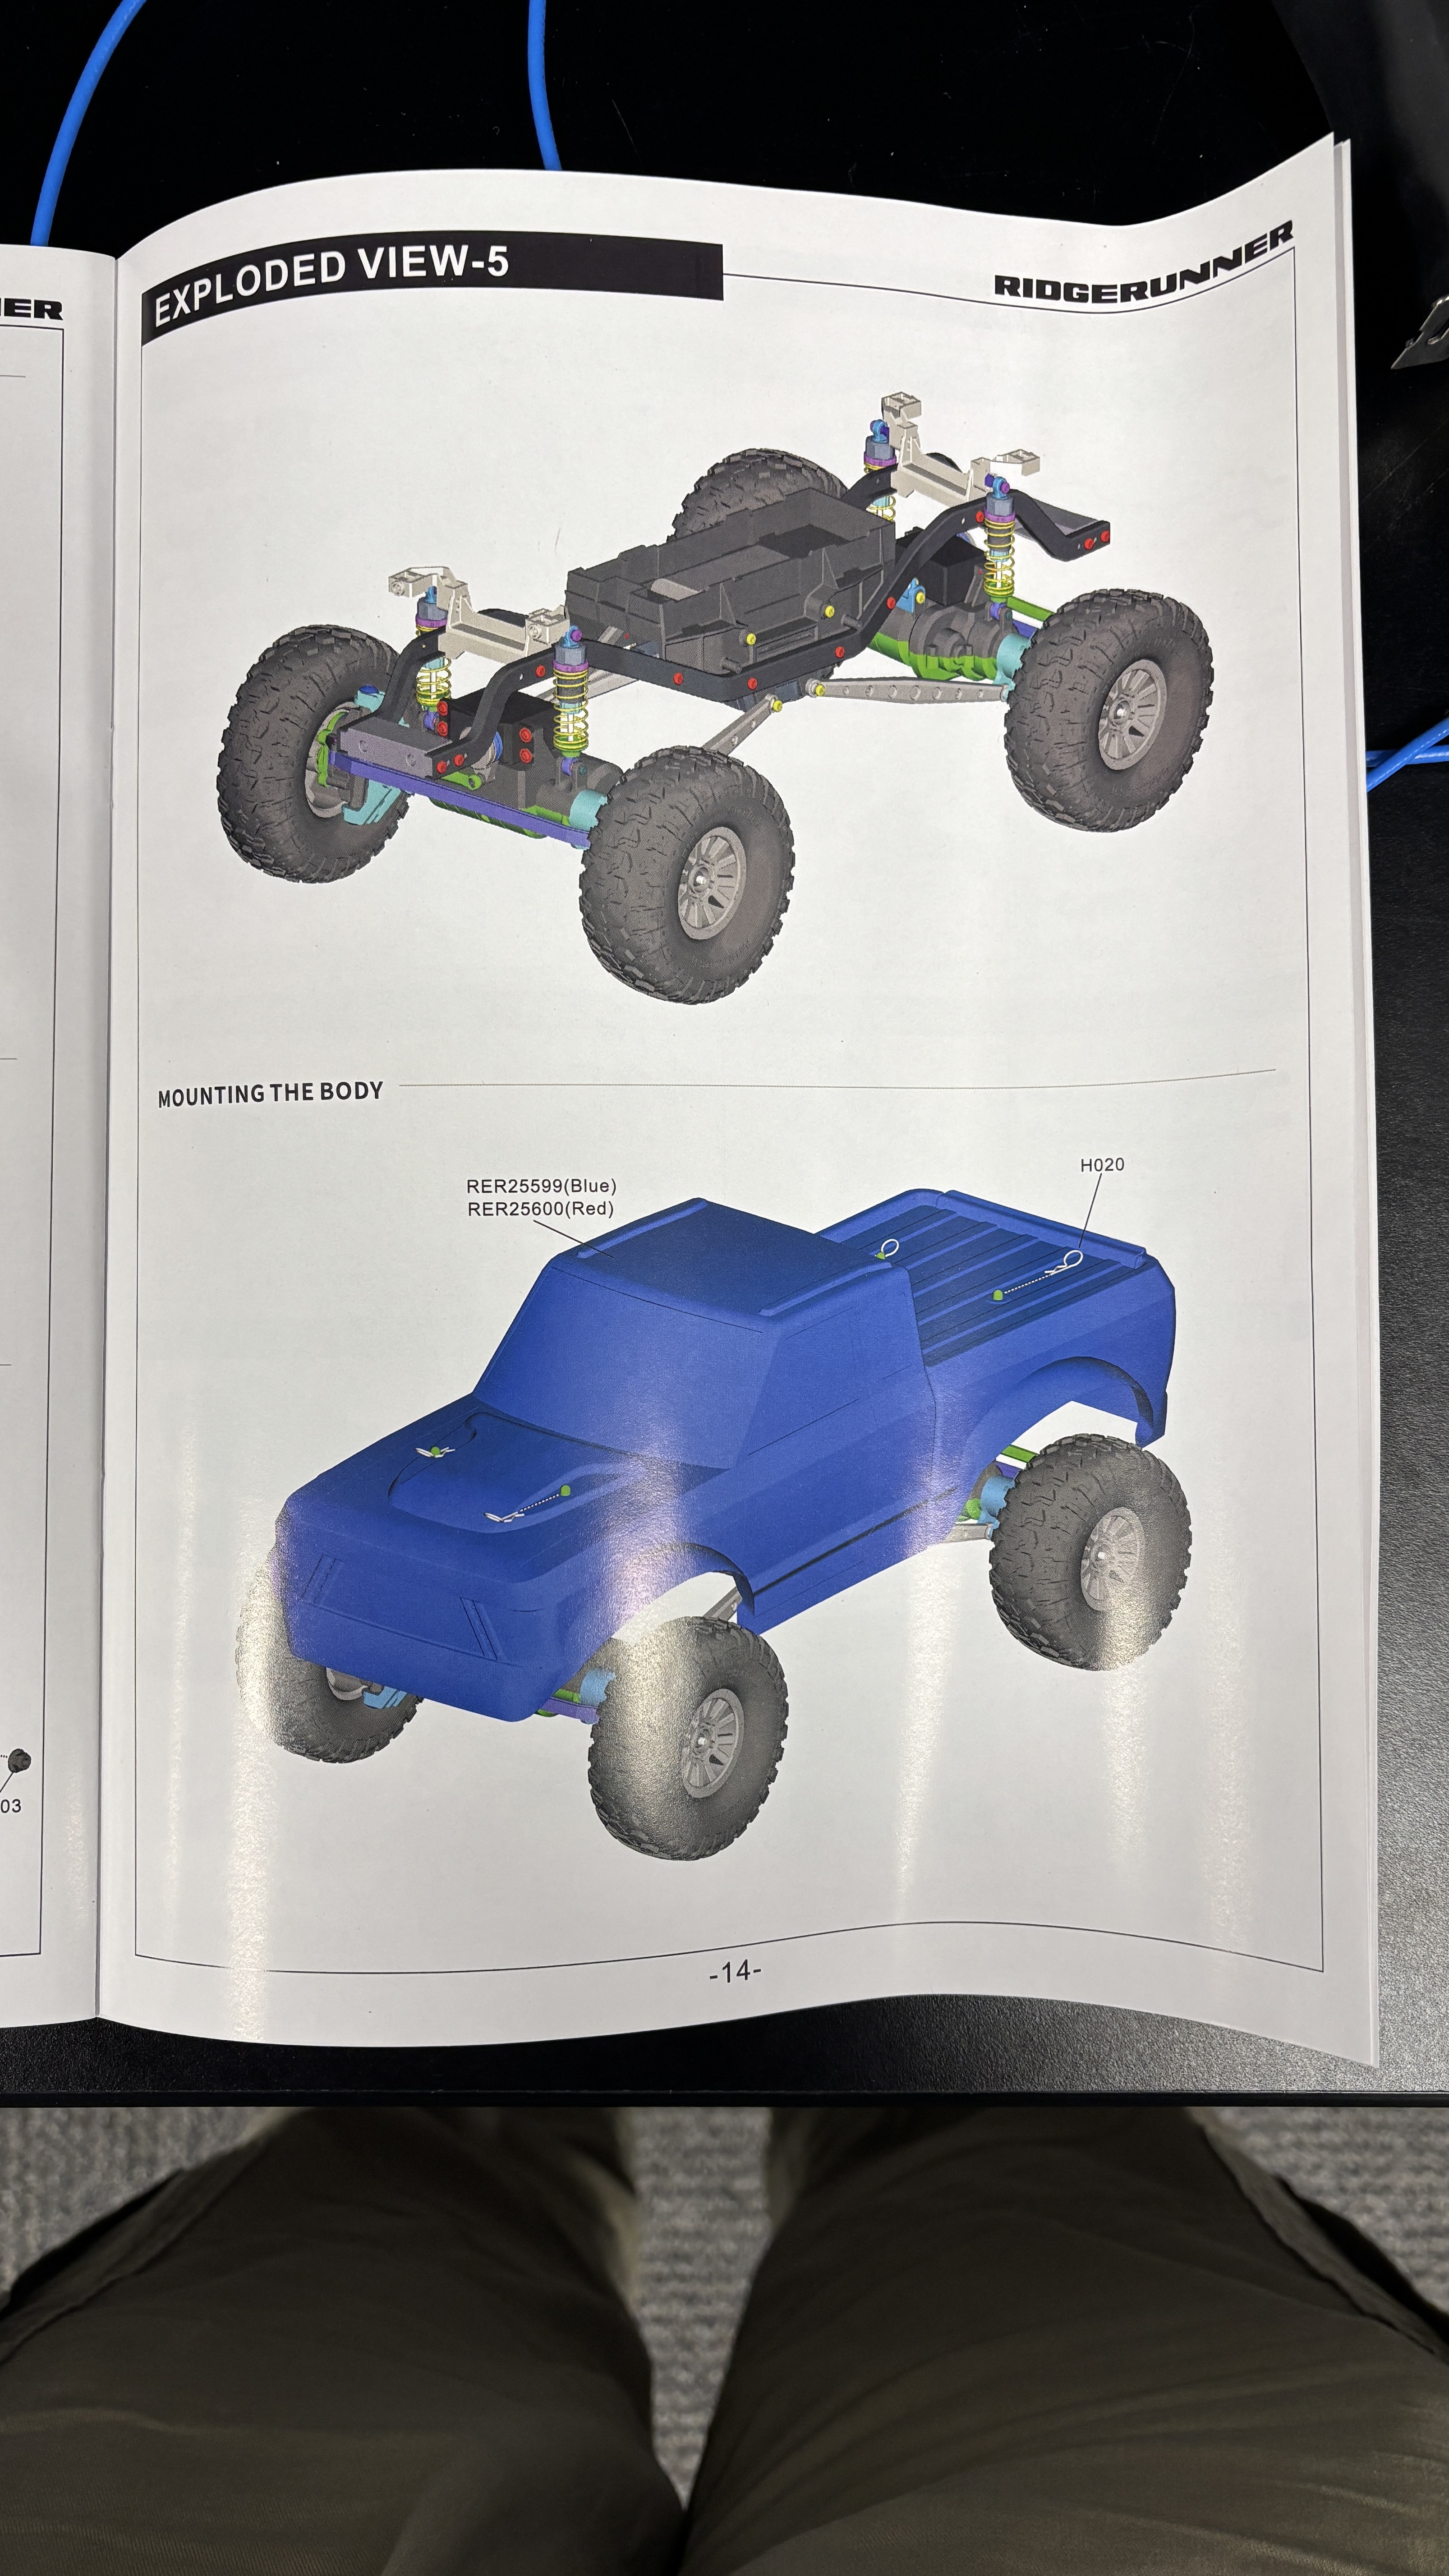 ER
03
EXPLODED VIEW-5
RIDGERUNNER
MOUNTING THE BODY
RER25599(Blue)
RER25600(Red)
H020
-14-